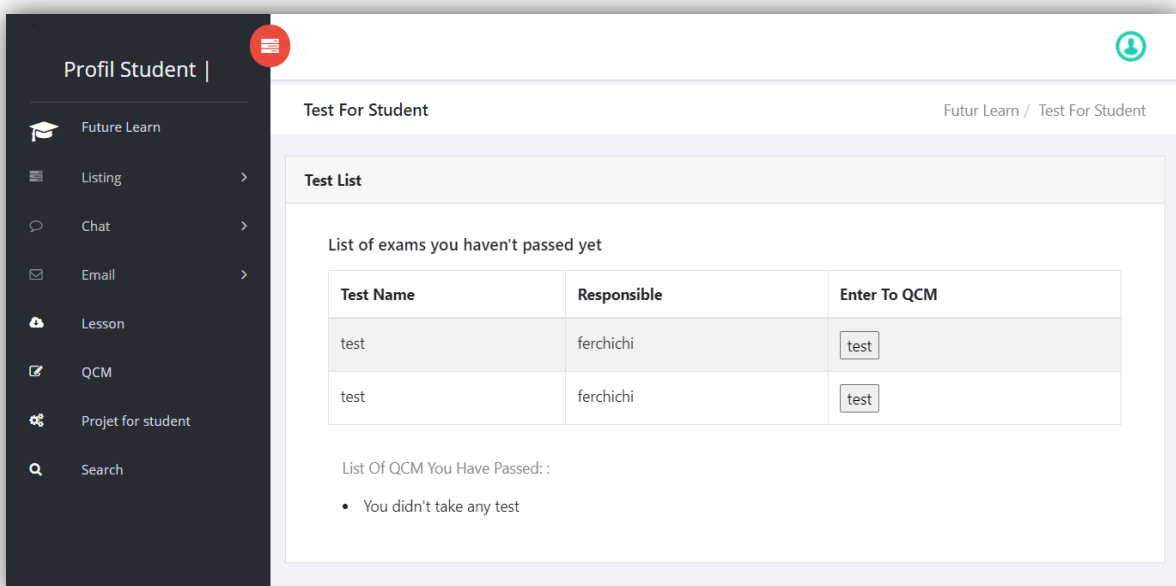 Profil Student |
Future Learn
Listing
Chat
Email
Lesson
QCM
Projet for student
Search
Test For Student
Futur Learn / Test For Student
Test List
List of exams you haven't passed yet
Test Name Responsible Enter To QCM
test ferchichi test
test ferchichi test
List Of QCM You Have Passed: :
• You didn't take any test